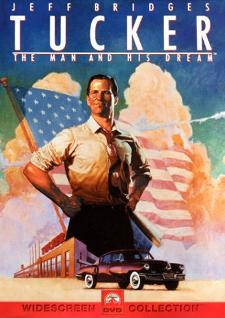 JEFF BRIDGES
TUCKER
THE MAN AND HIS DREAM
WIDESCREEN DVD COLLECTION